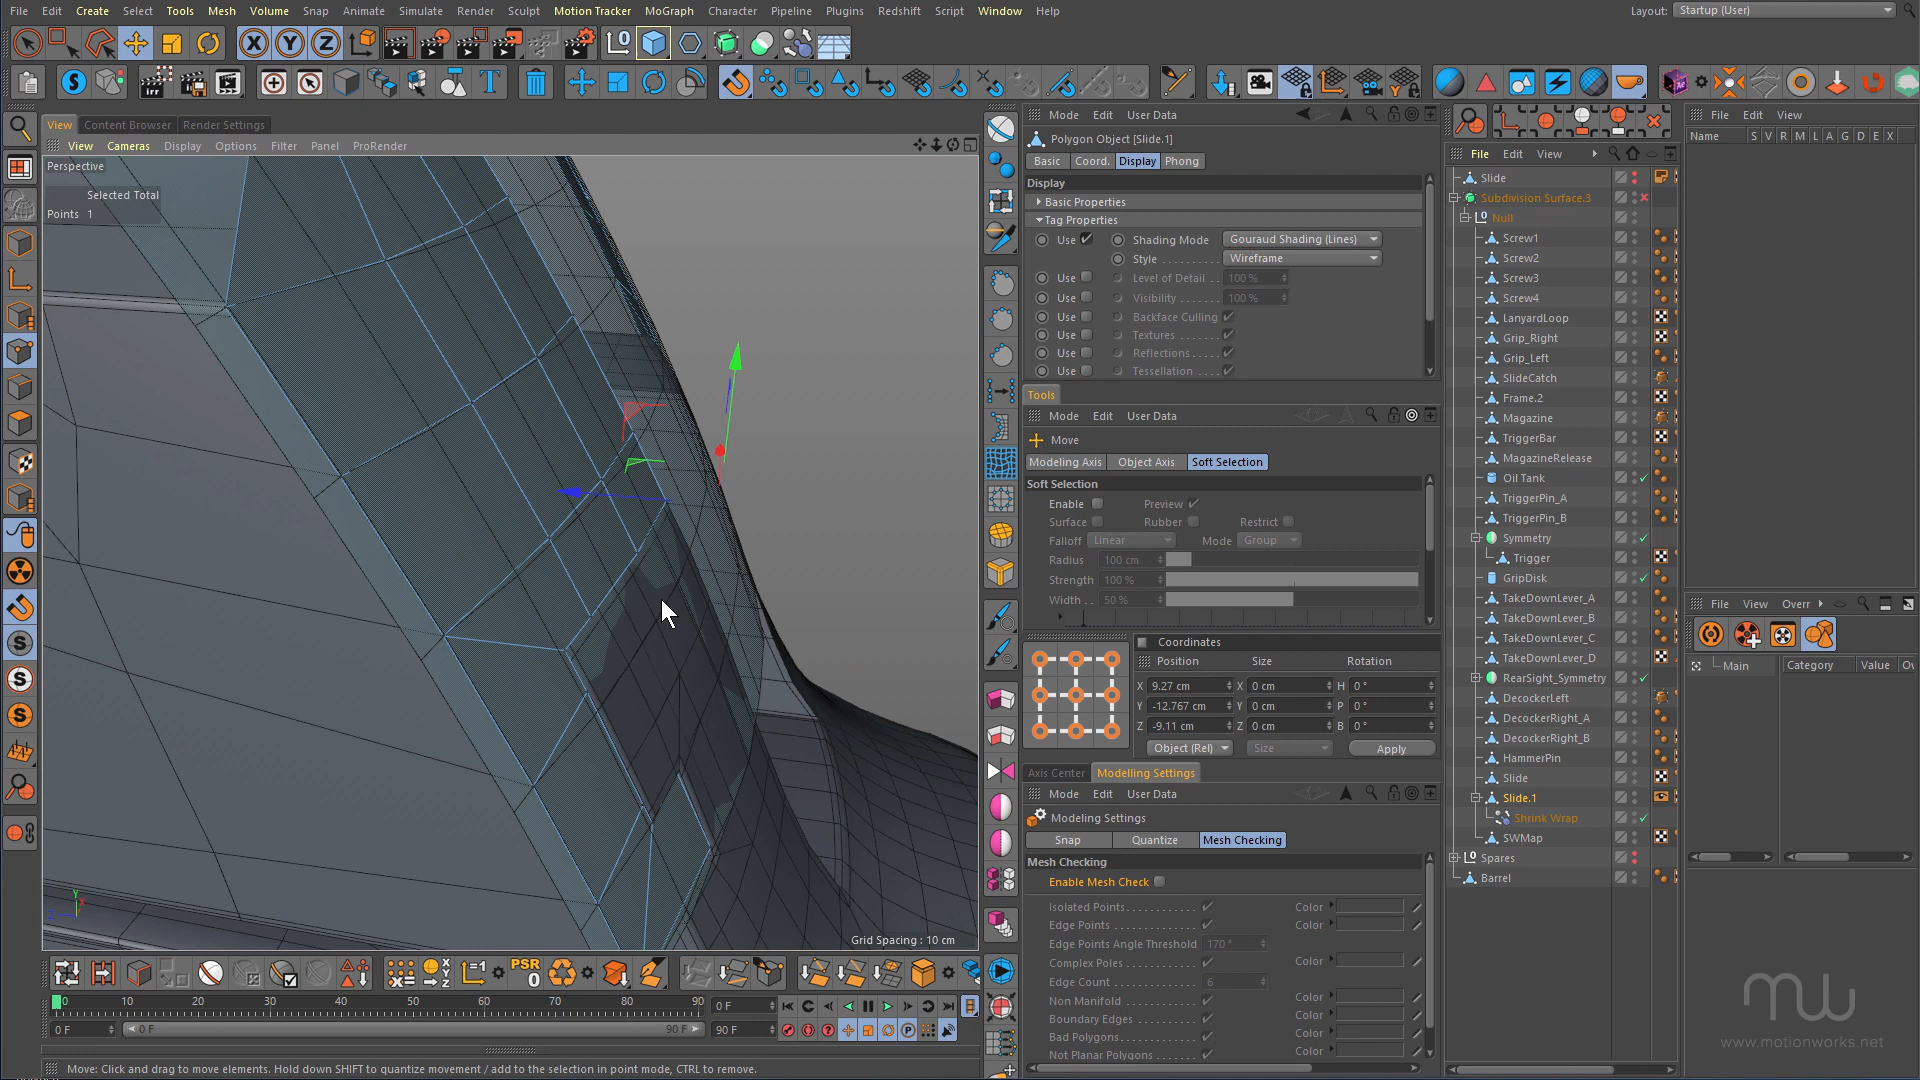 File Edit Create Select Tools Mesh Volume Snap Animate Simulate Render Sculpt Motion Tracker MoGraph Character Pipeline Plugins Redshift Script Window Help
Layout: Startup (User)
View Content Browser Render Settings
View Cameras Display Options Filter Panel ProRender
Perspective
Selected Total
Points 1
Grid Spacing : 10 cm
Mode Edit User Data
Polygon Object [Slide.1]
Basic Coord. Display Phong
Display
Basic Properties
Tag Properties
Use Shading Mode Gouraud Shading (Lines)
Style Wireframe
Use Level of Detail 100 %
Use Visibility 100 %
Use Backface Culling
Use Textures
Use Reflections
Use Tessellation
Tools
Mode Edit User Data
Move
Modeling Axis Object Axis Soft Selection
Soft Selection
Enable Preview
Surface Rubber Restrict
Falloff Linear Mode Group
Radius 100 cm
Strength 100 %
Width 50 %
Coordinates
Position Size Rotation
X 9.27 cm X 0 cm H 0 °
Y -12.767 cm Y 0 cm P 0 °
Z -9.11 cm Z 0 cm B 0 °
Object (Rel) Size Apply
Axis Center Modelling Settings
Mode Edit User Data
Modeling Settings
Snap Quantize Mesh Checking
Mesh Checking
Enable Mesh Check
Isolated Points Color
Edge Points Color
Edge Points Angle Threshold 170 °
Complex Poles Color
Edge Count 6
Non Manifold Color
Boundary Edges Color
Bad Polygons Color
Not Planar Polygons Color
File Edit View
Slide
Subdivision Surface.3
Null
Screw1
Screw2
Screw3
Screw4
LanyardLoop
Grip_Right
Grip_Left
SlideCatch
Frame.2
Magazine
TriggerBar
MagazineRelease
Oil Tank
TriggerPin_A
TriggerPin_B
Symmetry
Trigger
GripDisk
TakeDownLever_A
TakeDownLever_B
TakeDownLever_C
TakeDownLever_D
RearSight_Symmetry
DecockerLeft
DecockerRight_A
DecockerRight_B
HammerPin
Slide
Slide.1
Shrink Wrap
SWMap
Spares
Barrel
File Edit View
Name S V R M L A G D E X
File View Overr
Main Category Value
PSR
0
0 10 20 30 40 50 60 70 80 90 0 F
0 F 0 F 90 F 90 F
Move: Click and drag to move elements. Hold down SHIFT to quantize movement / add to the selection in point mode, CTRL to remove.
mw
www.motionworks.net